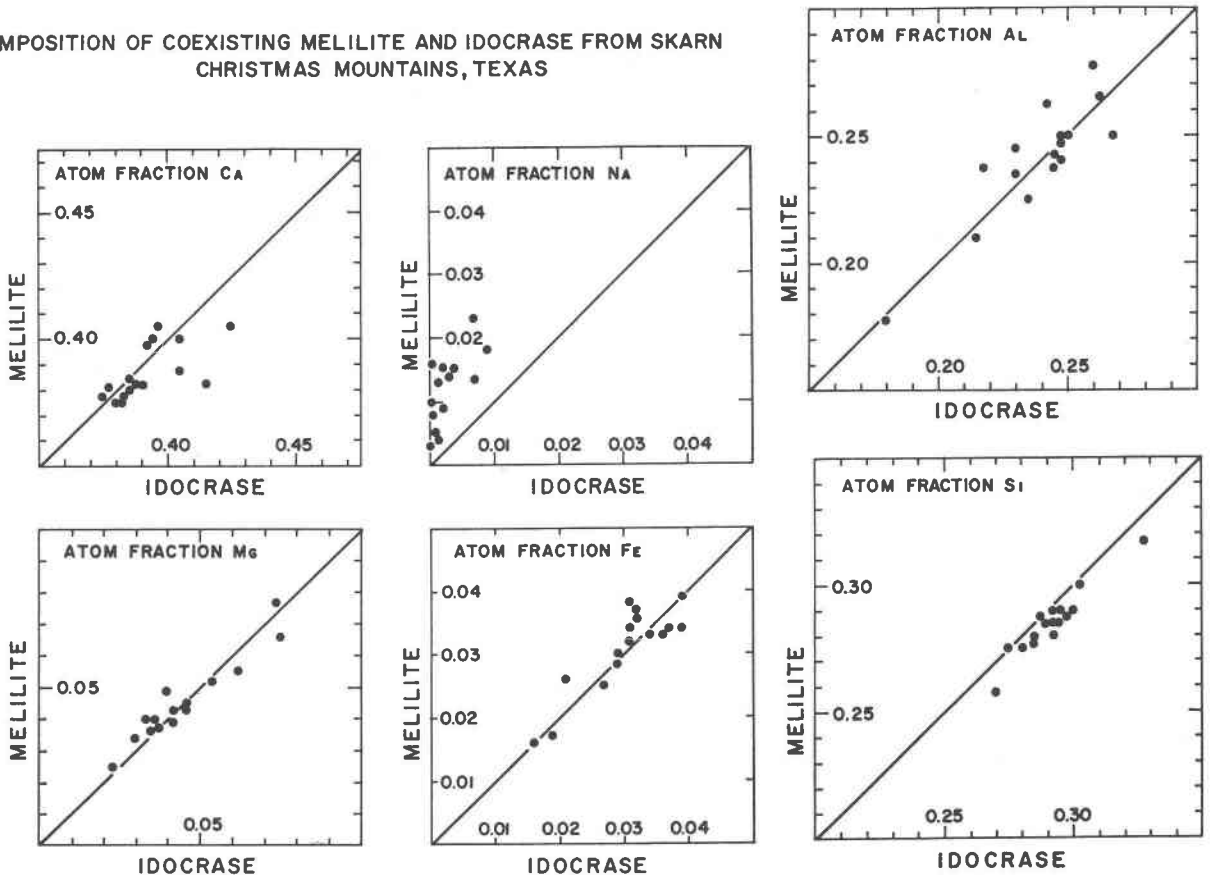 MPOSITION OF COEXISTING MELILITE AND IDOCRASE FROM SKARN
CHRISTMAS MOUNTAINS, TEXAS
ATOM FRACTION CA
0.45
0.40
0.40 0.45
MELILITE
IDOCRASE
ATOM FRACTION NA
0.04
0.03
0.02
0.01 0.02 0.03 0.04
MELILITE
IDOCRASE
ATOM FRACTION AL
0.25
0.20
0.20 0.25
MELILITE
IDOCRASE
ATOM FRACTION MG
0.05
0.05
MELILITE
IDOCRASE
ATOM FRACTION FE
0.04
0.03
0.02
0.01
0.01 0.02 0.03 0.04
MELILITE
IDOCRASE
ATOM FRACTION SI
0.30
0.25
0.25 0.30
MELILITE
IDOCRASE